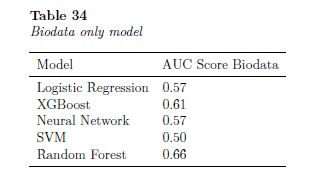 Table 34
Biodata only model
Model AUC Score Biodata
Logistic Regression 0.57
XGBoost 0.61
Neural Network 0.57
SVM 0.50
Random Forest 0.66